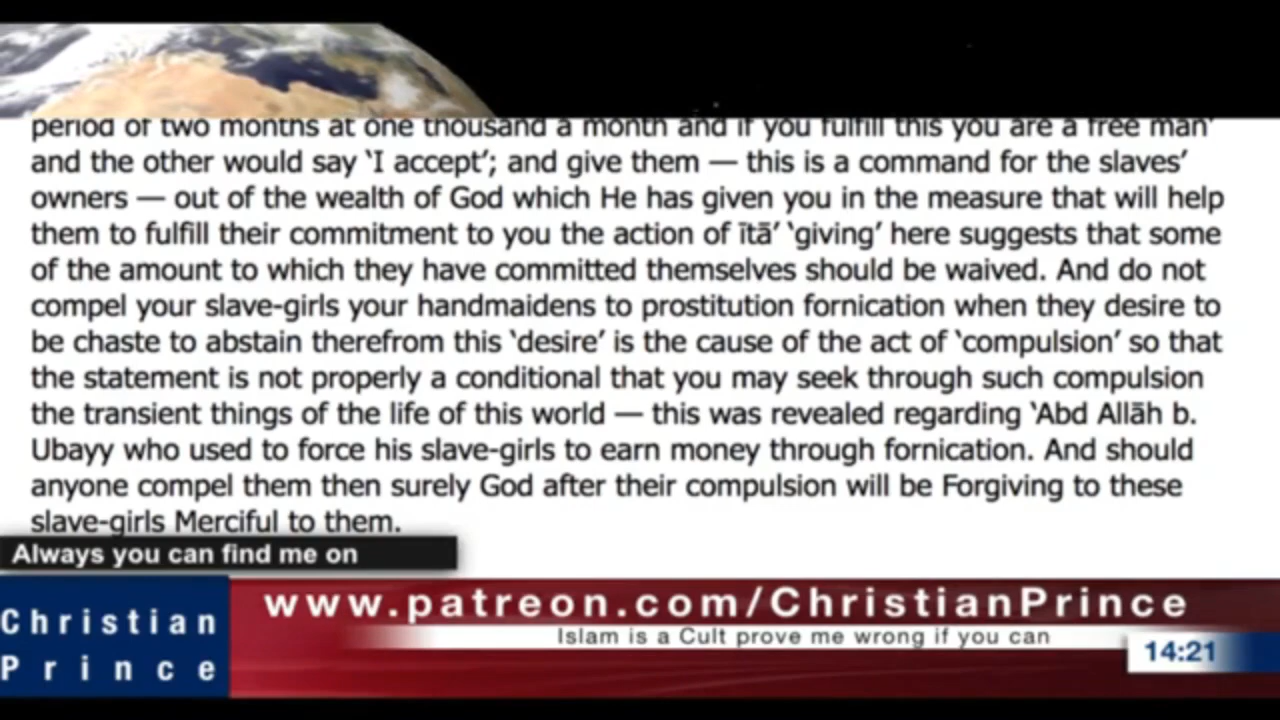 period of two months at one thousand a month and if you fulfill this you are a free man’
and the other would say ‘I accept’; and give them — this is a command for the slaves’
owners — out of the wealth of God which He has given you in the measure that will help
them to fulfill their commitment to you the action of ītā’ ‘giving’ here suggests that some
of the amount to which they have committed themselves should be waived. And do not
compel your slave-girls your handmaidens to prostitution fornication when they desire to
be chaste to abstain therefrom this ‘desire’ is the cause of the act of ‘compulsion’ so that
the statement is not properly a conditional that you may seek through such compulsion
the transient things of the life of this world — this was revealed regarding ‘Abd Allāh b.
Ubayy who used to force his slave-girls to earn money through fornication. And should
anyone compel them then surely God after their compulsion will be Forgiving to these
slave-girls Merciful to them.
Always you can find me on
Christian
Prince
www.patreon.com/ChristianPrince
Islam is a Cult prove me wrong if you can
14:21